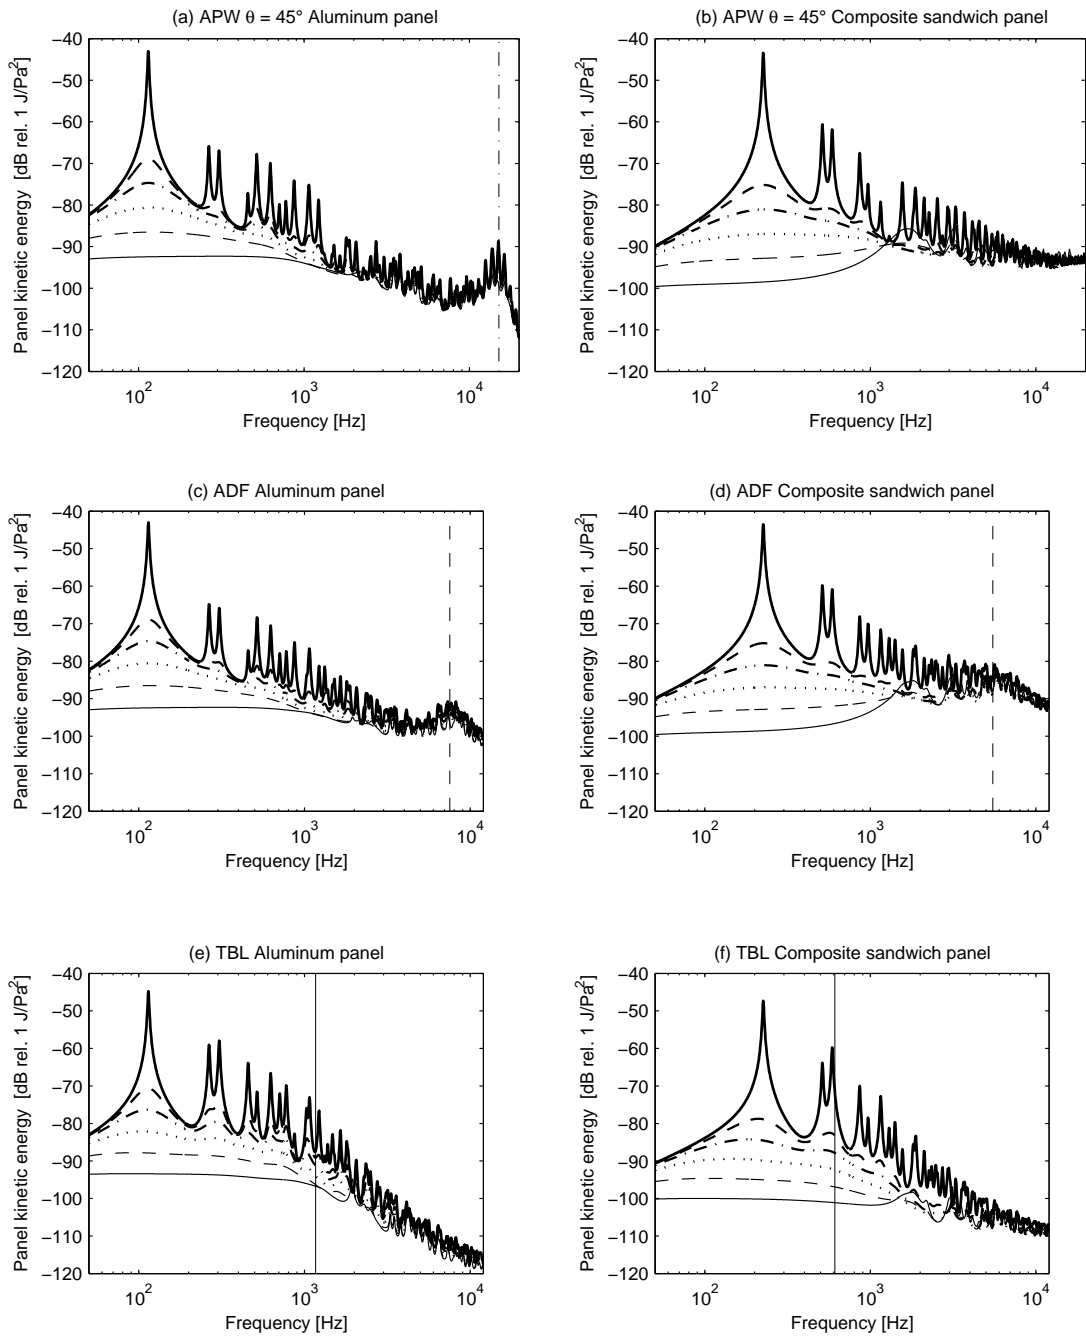 (a) APW θ = 45° Aluminum panel
−40
−50
−60
−70
−80
−90
−100
−110
−120
Panel kinetic energy [dB rel. 1 J/Pa²]
10² 10³ 10⁴
Frequency [Hz]
(b) APW θ = 45° Composite sandwich panel
−40
−50
−60
−70
−80
−90
−100
−110
−120
Panel kinetic energy [dB rel. 1 J/Pa²]
10² 10³ 10⁴
Frequency [Hz]
(c) ADF Aluminum panel
−40
−50
−60
−70
−80
−90
−100
−110
−120
Panel kinetic energy [dB rel. 1 J/Pa²]
10² 10³ 10⁴
Frequency [Hz]
(d) ADF Composite sandwich panel
−40
−50
−60
−70
−80
−90
−100
−110
−120
Panel kinetic energy [dB rel. 1 J/Pa²]
10² 10³ 10⁴
Frequency [Hz]
(e) TBL Aluminum panel
−40
−50
−60
−70
−80
−90
−100
−110
−120
Panel kinetic energy [dB rel. 1 J/Pa²]
10² 10³ 10⁴
Frequency [Hz]
(f) TBL Composite sandwich panel
−40
−50
−60
−70
−80
−90
−100
−110
−120
Panel kinetic energy [dB rel. 1 J/Pa²]
10² 10³ 10⁴
Frequency [Hz]